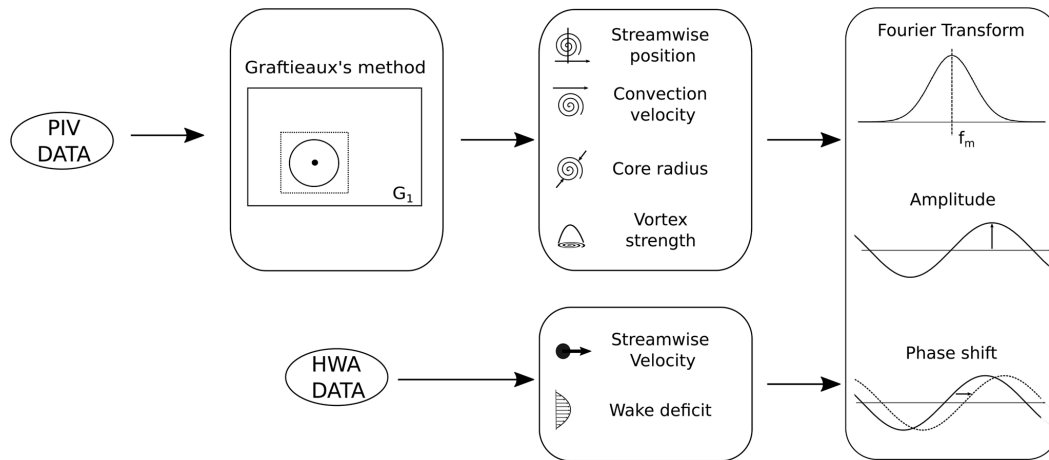 PIV
DATA
Graftieaux's method
G1
Streamwise
position
Convection
velocity
Core radius
Vortex
strength
HWA
DATA
Streamwise
Velocity
Wake deficit
Fourier Transform
fm
Amplitude
Phase shift